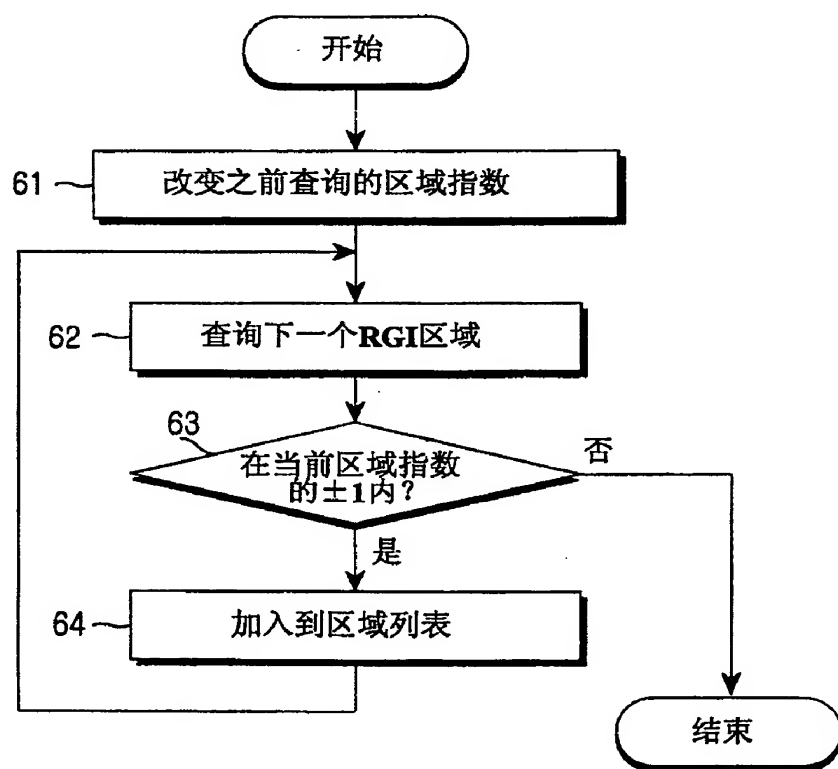 开始
61
改变之前查询的区域指数
62
查询下一个RGI区域
63
在当前区域指数
的±1内?
否
是
64
加入到区域列表
结束